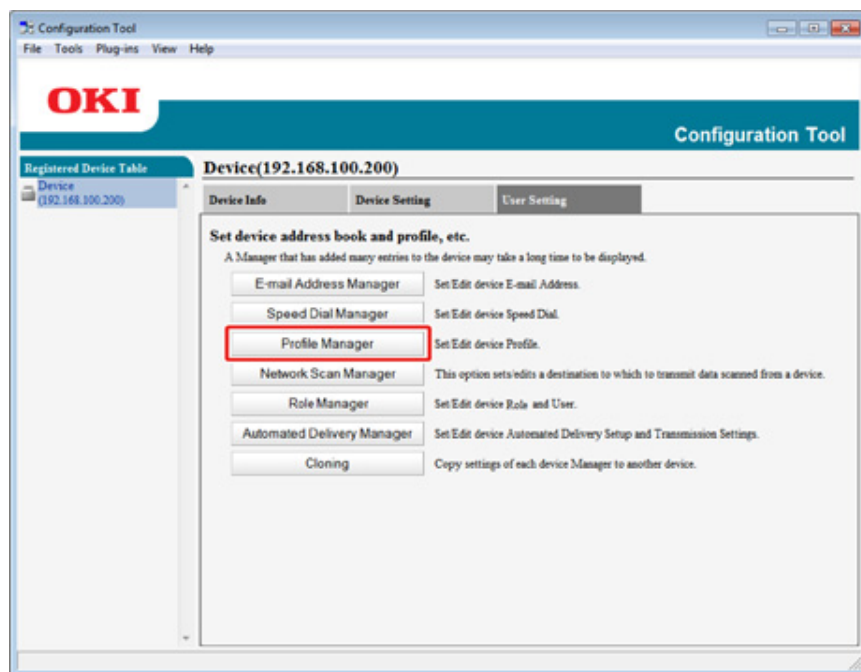 Configuration Tool
File Tools Plug-ins View Help
OKI
Configuration Tool
Registered Device Table
Device
(192.168.100.200)
Device(192.168.100.200)
Device Info Device Setting User Setting
Set device address book and profile, etc.
A Manager that has added many entries to the device may take a long time to be displayed.
E-mail Address Manager Set/Edit device E-mail Address.
Speed Dial Manager Set/Edit device Speed Dial.
Profile Manager Set/Edit device Profile.
Network Scan Manager This option sets/edits a destination to which to transmit data scanned from a device.
Role Manager Set/Edit device Role and User.
Automated Delivery Manager Set/Edit device Automated Delivery Setup and Transmission Settings.
Cloning Copy settings of each device Manager to another device.